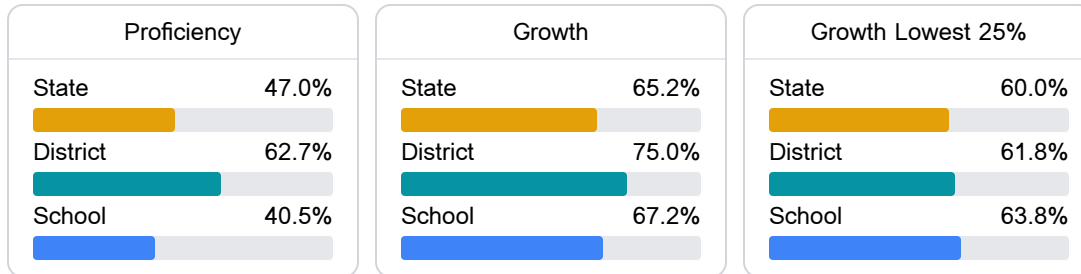 Proficiency
State 47.0%
District 62.7%
School 40.5%
Growth
State 65.2%
District 75.0%
School 67.2%
Growth Lowest 25%
State 60.0%
District 61.8%
School 63.8%